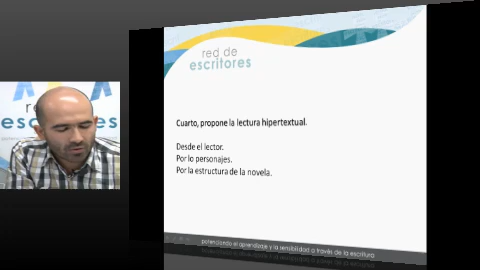 red de
escritores
Cuarto, propone la lectura hipertextual.
Desde el lector.
Por lo personajes.
Por la estructura de la novela.
potenciando el aprendizaje y la sensibilidad a través de la escritura
re
escritores